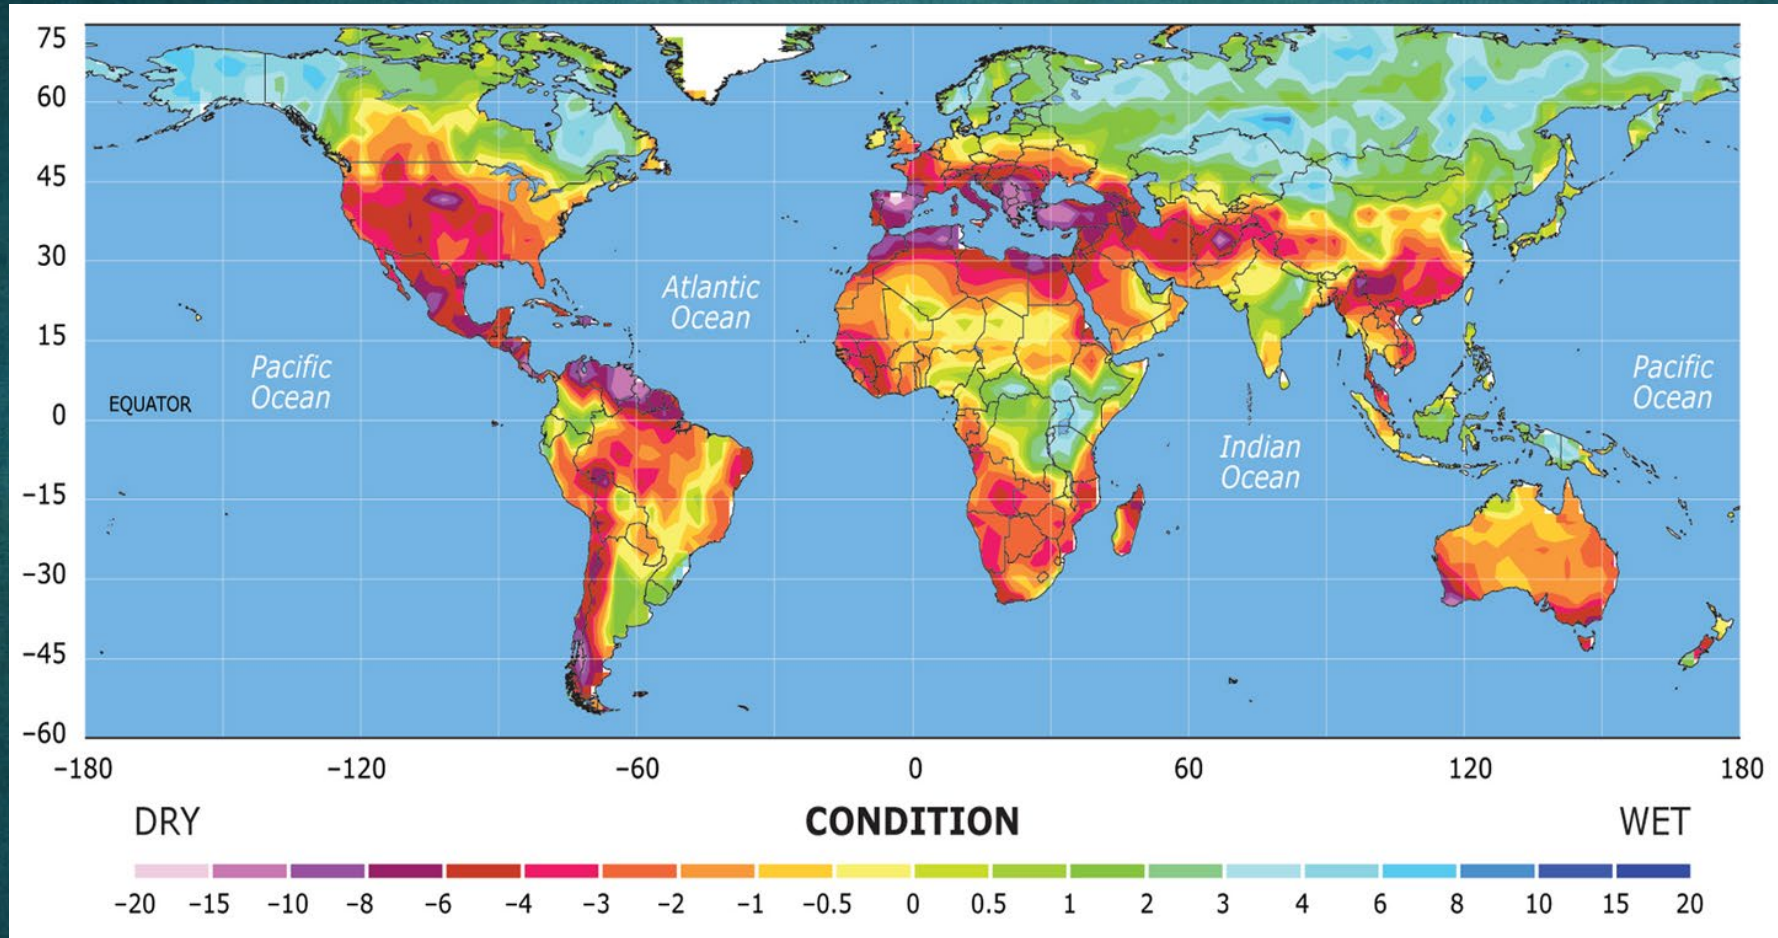 75
60
45
30
15
0
−15
−30
−45
−60
EQUATOR
Pacific
Ocean
Atlantic
Ocean
Indian
Ocean
Pacific
Ocean
−180 −120 −60 0 60 120 180
DRY CONDITION WET
−20 −15 −10 −8 −6 −4 −3 −2 −1 −0.5 0 0.5 1 2 3 4 6 8 10 15 20